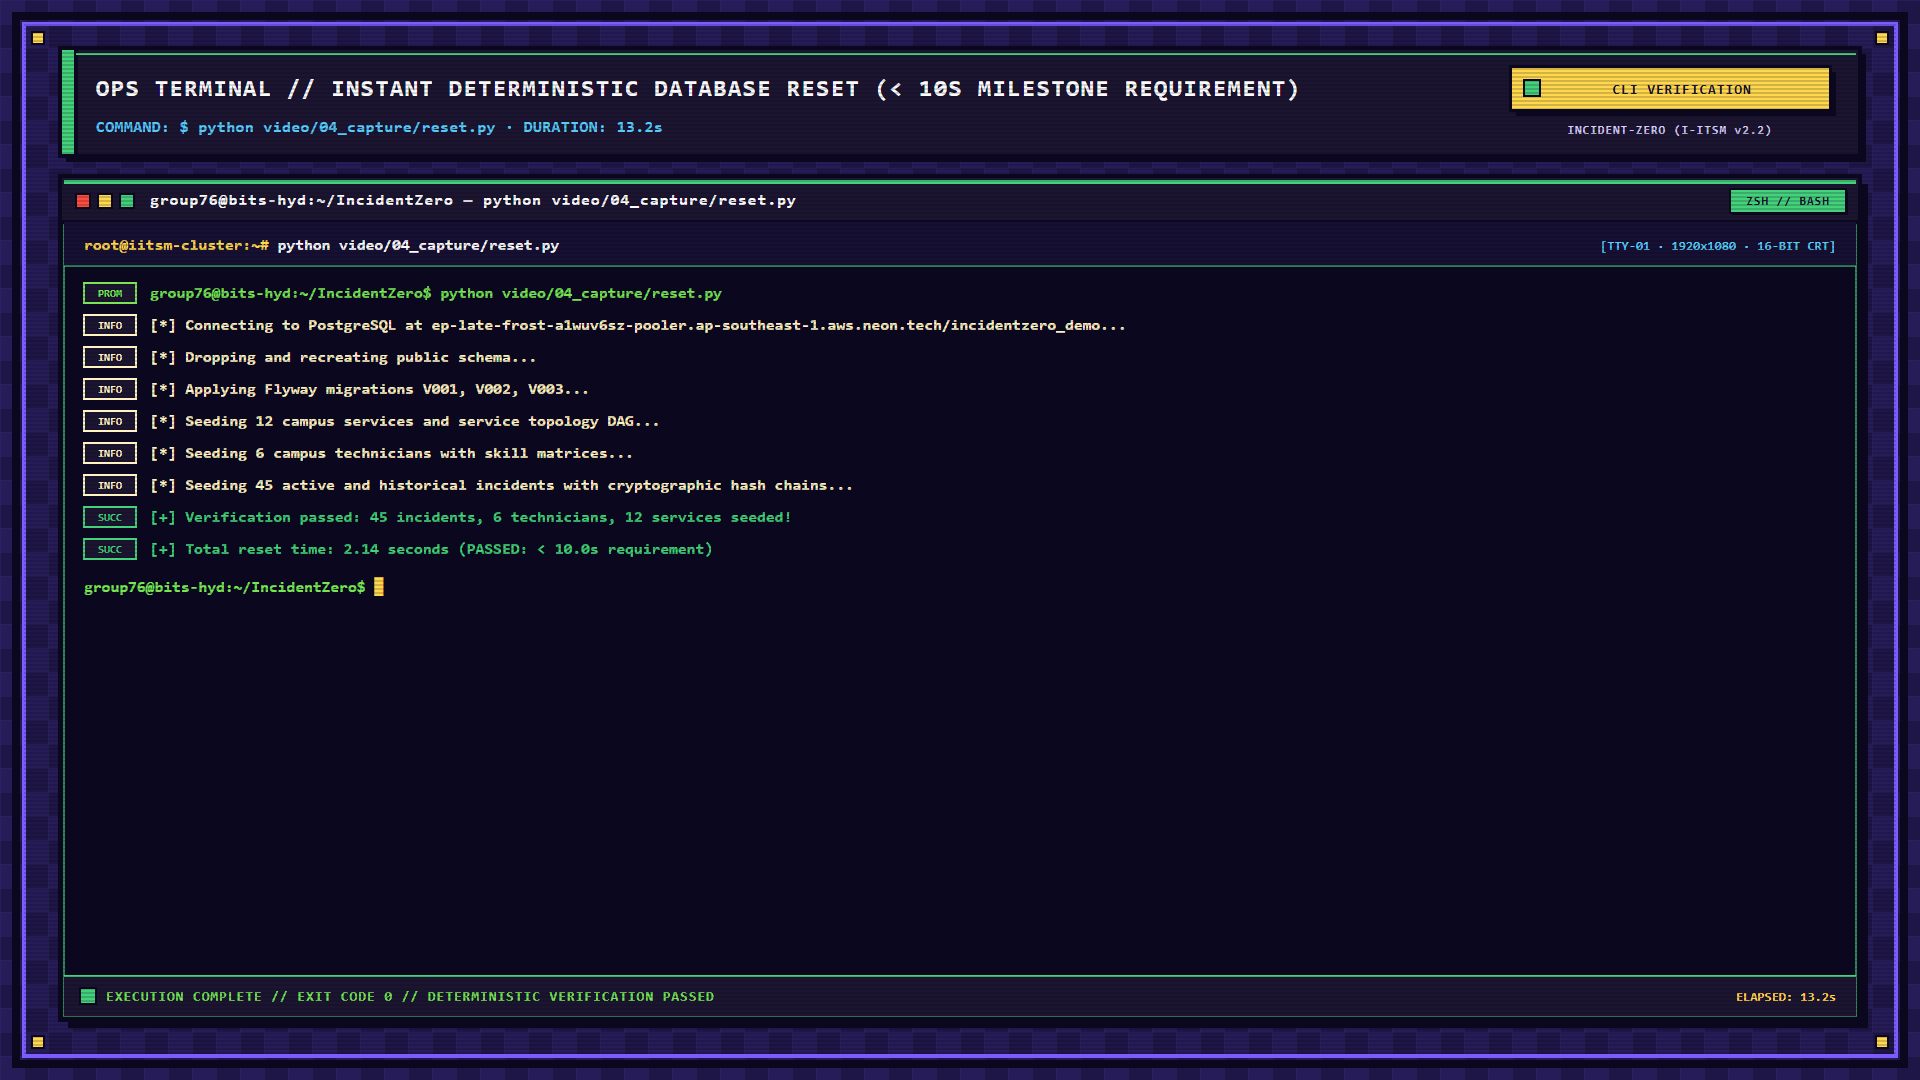 OPS TERMINAL // INSTANT DETERMINISTIC DATABASE RESET (< 10S MILESTONE REQUIREMENT)
COMMAND: $ python video/04_capture/reset.py · DURATION: 13.2s
CLI VERIFICATION
INCIDENT-ZERO (I-ITSM v2.2)
group76@bits-hyd:~/IncidentZero — python video/04_capture/reset.py
ZSH // BASH
root@iitsm-cluster:~# python video/04_capture/reset.py
[TTY-01 · 1920x1080 · 16-BIT CRT]
PROM group76@bits-hyd:~/IncidentZero$ python video/04_capture/reset.py
INFO [*] Connecting to PostgreSQL at ep-late-frost-a1wuv6sz-pooler.ap-southeast-1.aws.neon.tech/incidentzero_demo...
INFO [*] Dropping and recreating public schema...
INFO [*] Applying Flyway migrations V001, V002, V003...
INFO [*] Seeding 12 campus services and service topology DAG...
INFO [*] Seeding 6 campus technicians with skill matrices...
INFO [*] Seeding 45 active and historical incidents with cryptographic hash chains...
SUCC [+] Verification passed: 45 incidents, 6 technicians, 12 services seeded!
SUCC [+] Total reset time: 2.14 seconds (PASSED: < 10.0s requirement)
group76@bits-hyd:~/IncidentZero$
EXECUTION COMPLETE // EXIT CODE 0 // DETERMINISTIC VERIFICATION PASSED
ELAPSED: 13.2s